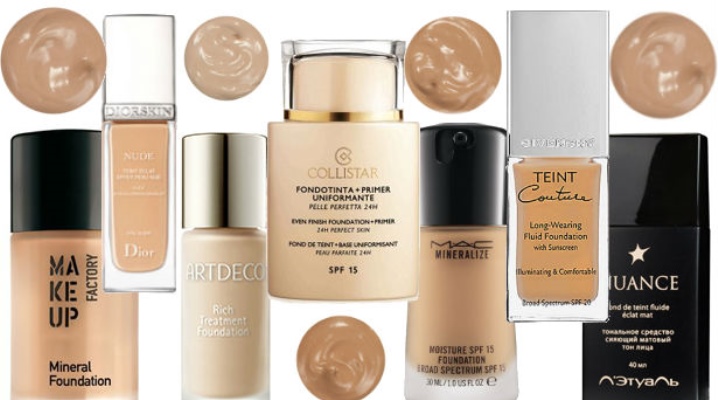 MA
KE
UP
FACTORY
Mineral
Foundation
DIORSKIN
NUDE
Dior
ARTDECO
Rich
Treatment
Foundation
COLLISTAR
FONDOTINTA + PRIMER
UNIFORMANTE
PELLE PERFETTA 24H
EVEN FINISH FOUNDATION + PRIMER
24H PERFECT SKIN
FOND DE TEINT + BASE UNIFORMISANT
PEAU PARFAITE 24H
SPF 15
MAC
MINERALIZE
MOISTURE SPF 15
FOUNDATION
BROAD SPECTRUM SPF 15
30 ML / 1.0 US FL OZ
TEINT
Couture
Long-Wearing
Fluid Foundation
with Sunscreen
Illuminating & Comfortable
Broad Spectrum SPF-20
NUANCE
fond de teint fluide
éclat mat
тональное средство
сияющий матовый
тон лица
40 мл
Л'Этуаль